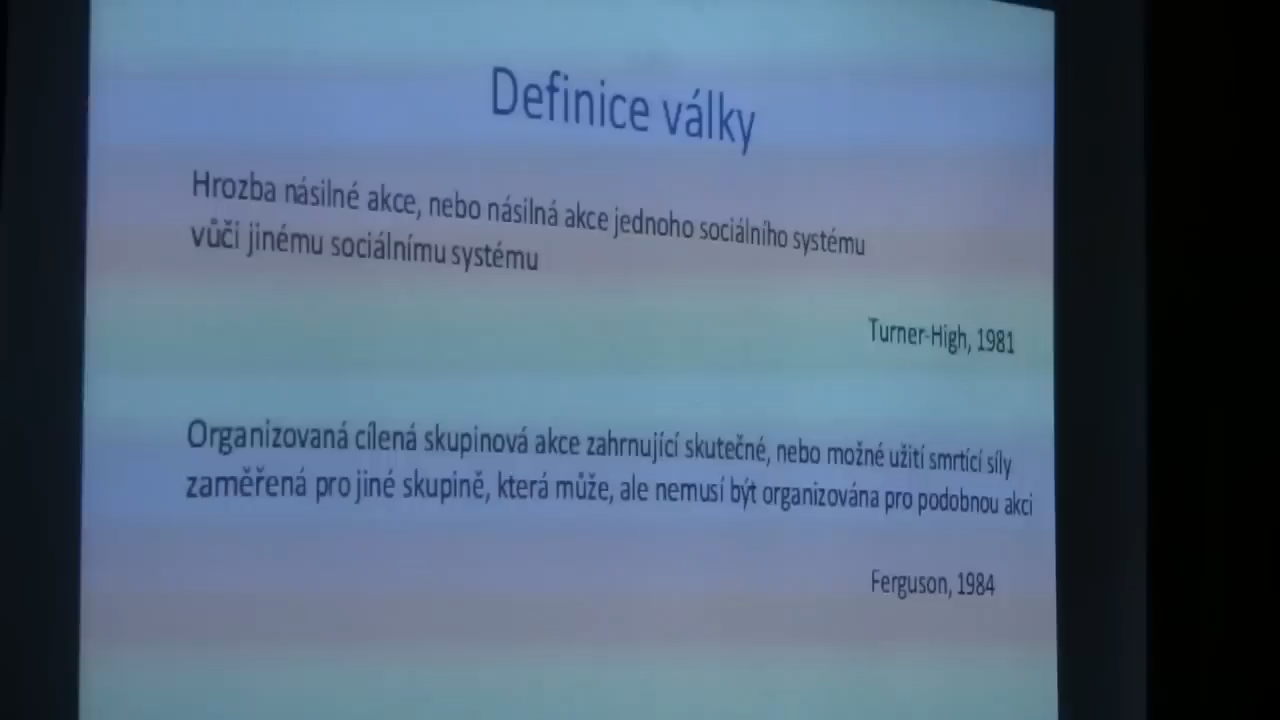 Definice války
Hrozba násilné akce, nebo násilná akce jednoho sociálního systému
vůči jinému sociálnímu systému
Turner-High, 1981
Organizovaná cílená skupinová akce zahrnující skutečné, nebo možné užití smrtící síly
zaměřená pro jiné skupině, která může, ale nemusí být organizována pro podobnou akci
Ferguson, 1984